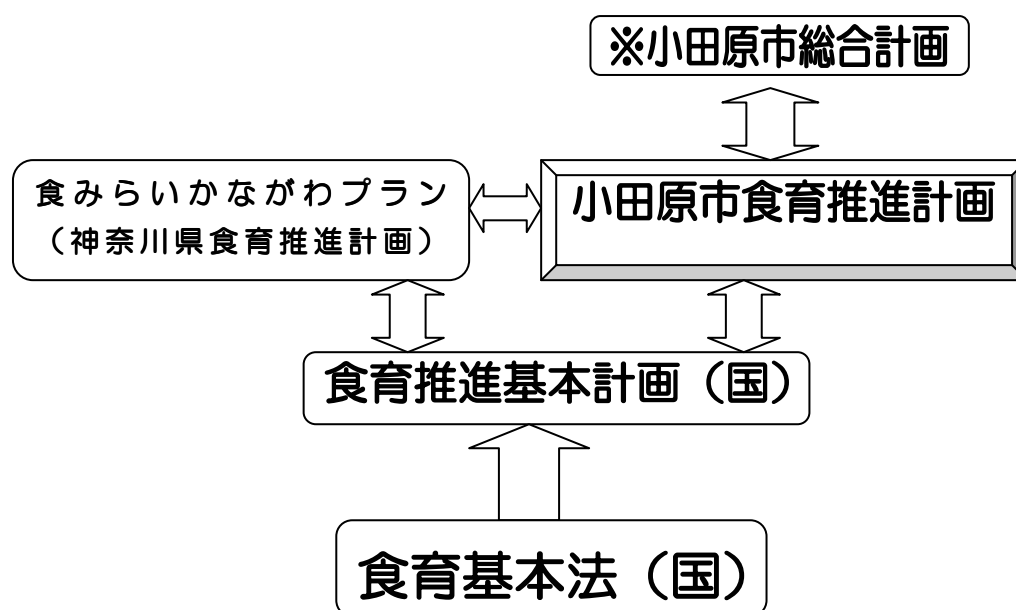 ※小田原市総合計画
食みらいかながわプラン
（神奈川県食育推進計画）
小田原市食育推進計画
食育推進基本計画（国）
食育基本法（国）